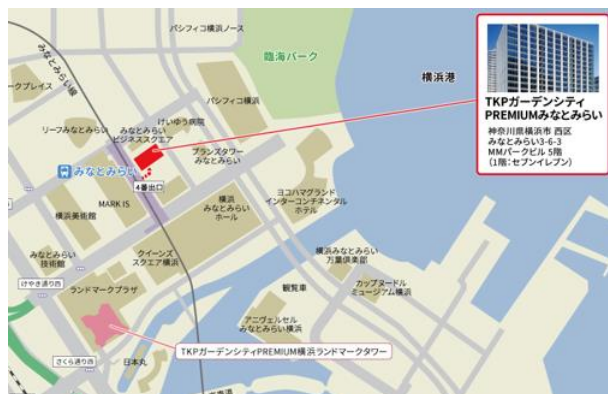 パシフィコ横浜ノース
臨海パーク
みなとみらい線
横浜港
TKPガーデンシティ
PREMIUMみなとみらい
神奈川県横浜市 西区
みなとみらい3-6-3
MMパークビル 5階
(1階:セブンイレブン)
ークプレイス
パシフィコ横浜
リーフみなとみらい
みなとみらい
ビジネススクエア
けいゆう病院
ブランズタワー
みなとみらい
みなとみらい
4番出口
MARK IS
横浜美術館
横浜
みなとみらい
ホール
ヨコハマグランド
インターコンチネンタル
ホテル
みなとみらい
技術館
クイーンズ
スクエア横浜
横浜みなとみらい
万葉倶楽部
けやき通り西
ランドマークプラザ
観覧車
カップヌードル
ミュージアム横浜
アニヴェルセル
みなとみらい横浜
TKPガーデンシティPREMIUM横浜ランドマークタワー
さくら通り西
日本丸